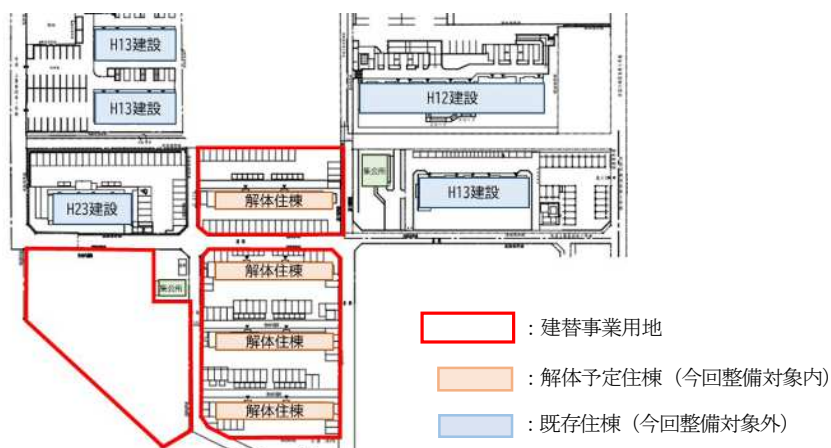 H13建設
H13建設
H12建設
集会所
H13建設
解体住棟
H23建設
解体住棟
集会所
解体住棟
解体住棟
：建替事業用地
：解体予定住棟（今回整備対象内）
：既存住棟（今回整備対象外）